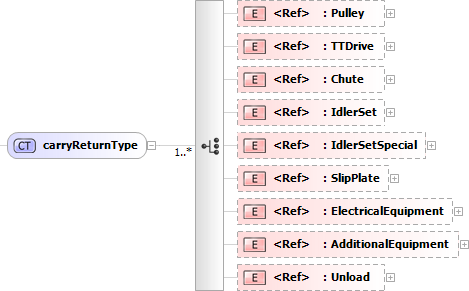 E <Ref> : Pulley
E <Ref> : TTDrive
E <Ref> : Chute
E <Ref> : IdlerSet
CT carryReturnType
1..*
E <Ref> : IdlerSetSpecial
E <Ref> : SlipPlate
E <Ref> : ElectricalEquipment
E <Ref> : AdditionalEquipment
E <Ref> : Unload